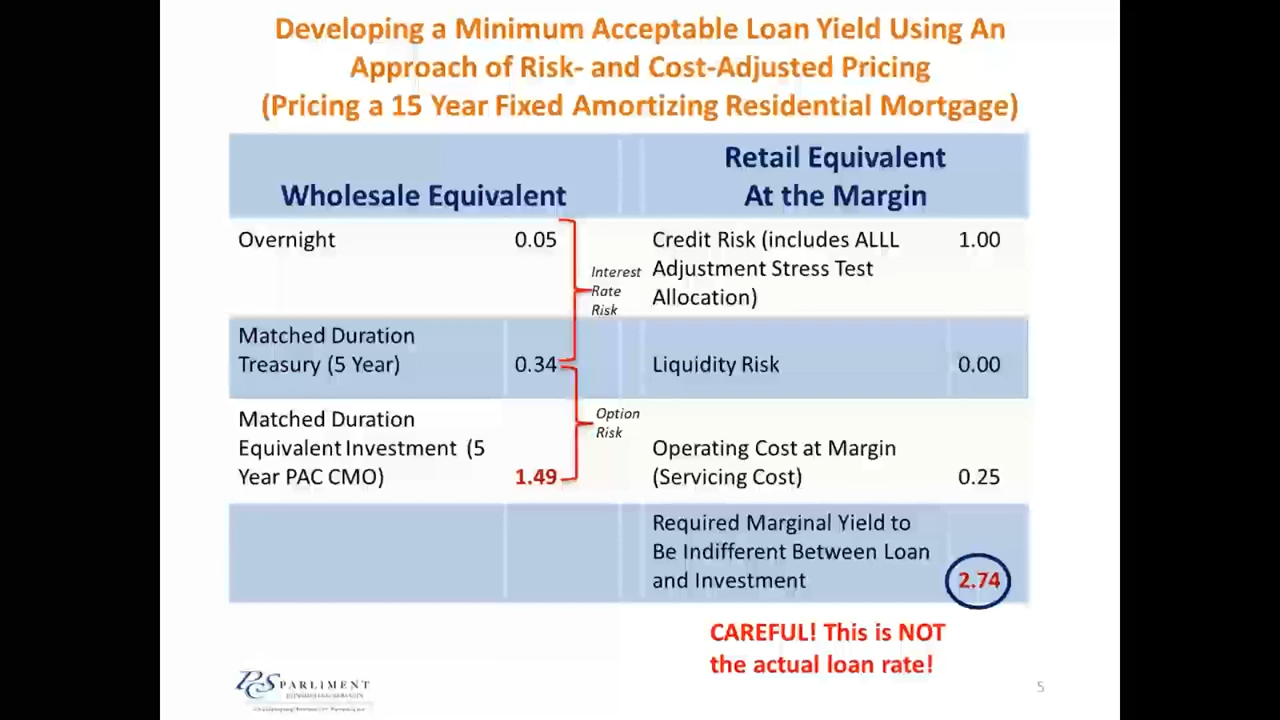 Developing a Minimum Acceptable Loan Yield Using An
Approach of Risk- and Cost-Adjusted Pricing
(Pricing a 15 Year Fixed Amortizing Residential Mortgage)
Wholesale Equivalent
Retail Equivalent
At the Margin
Overnight 0.05
Interest
Rate
Risk
Credit Risk (includes ALLL 1.00
Adjustment Stress Test
Allocation)
Matched Duration
Treasury (5 Year) 0.34
Liquidity Risk 0.00
Matched Duration
Equivalent Investment (5
Year PAC CMO) 1.49
Option
Risk
Operating Cost at Margin
(Servicing Cost) 0.25
Required Marginal Yield to
Be Indifferent Between Loan
and Investment 2.74
CAREFUL! This is NOT
the actual loan rate!
PCS PARLIMENT
5